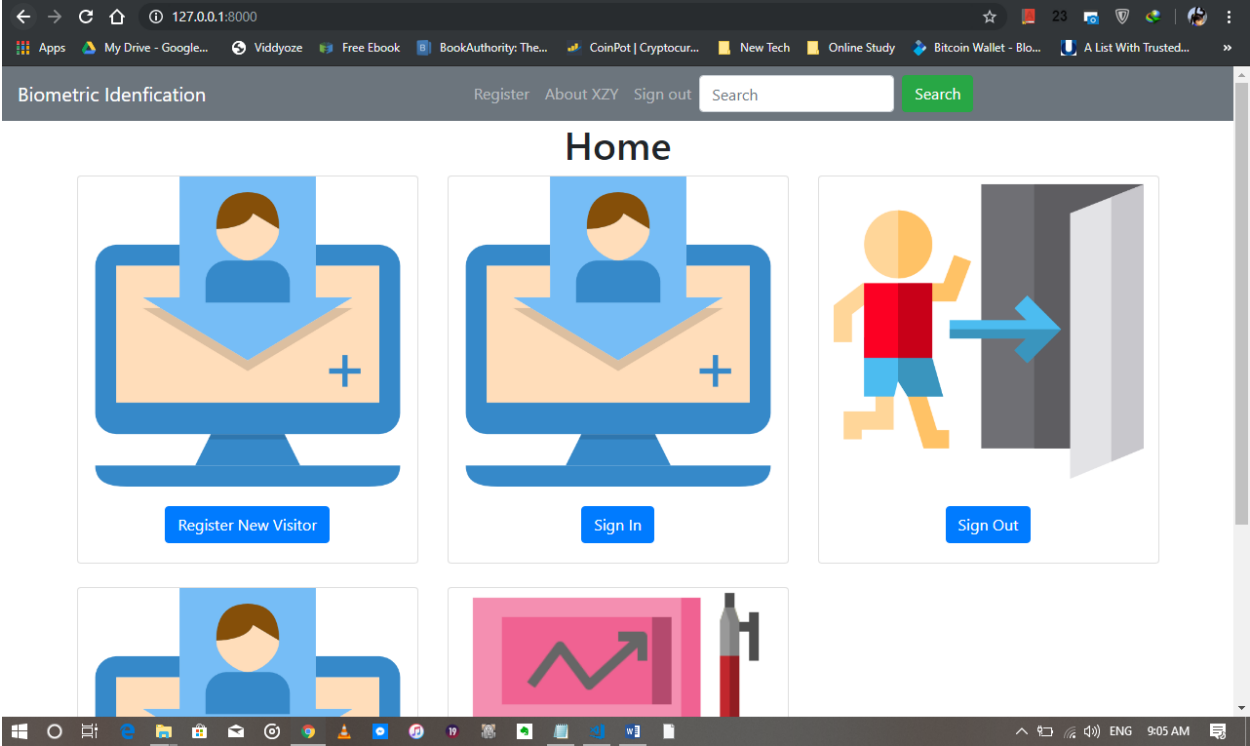 127.0.0.1:8000
23
Apps My Drive - Google... Viddyoze Free Ebook BookAuthority: The... CoinPot | Cryptocur... New Tech Online Study Bitcoin Wallet - Blo... A List With Trusted... »
Biometric Idenfication Register About XZY Sign out Search Search
Home
Register New Visitor Sign In Sign Out
19 ENG 9:05 AM